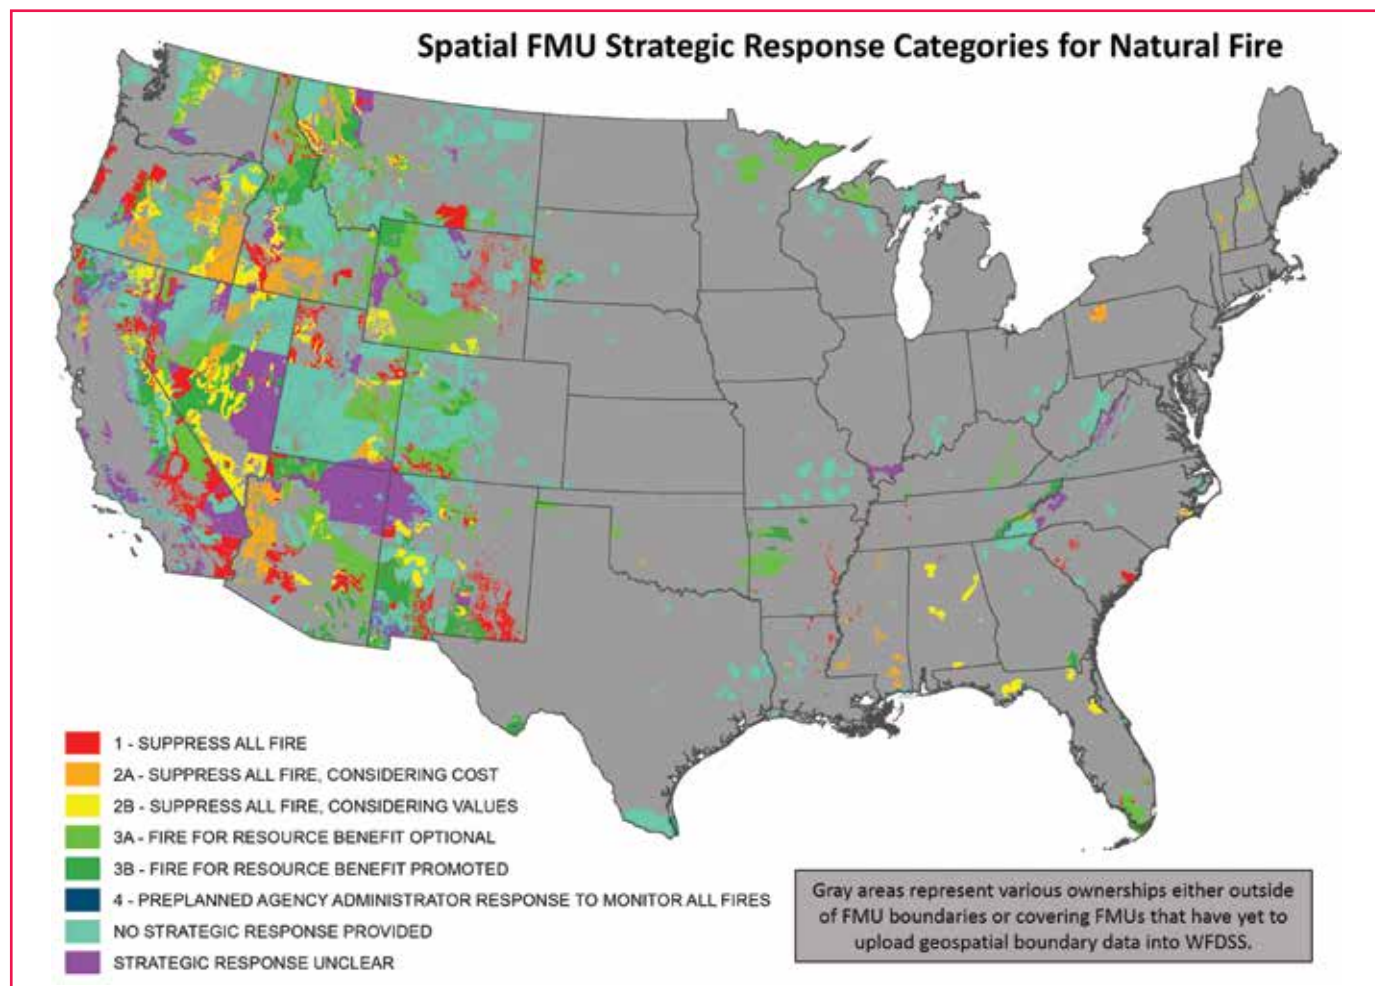 Spatial FMU Strategic Response Categories for Natural Fire
1 - SUPPRESS ALL FIRE
2A - SUPPRESS ALL FIRE, CONSIDERING COST
2B - SUPPRESS ALL FIRE, CONSIDERING VALUES
3A - FIRE FOR RESOURCE BENEFIT OPTIONAL
3B - FIRE FOR RESOURCE BENEFIT PROMOTED
4 - PREPLANNED AGENCY ADMINISTRATOR RESPONSE TO MONITOR ALL FIRES
NO STRATEGIC RESPONSE PROVIDED
STRATEGIC RESPONSE UNCLEAR
Gray areas represent various ownerships either outside
of FMU boundaries or covering FMUs that have yet to
upload geospatial boundary data into WFDSS.